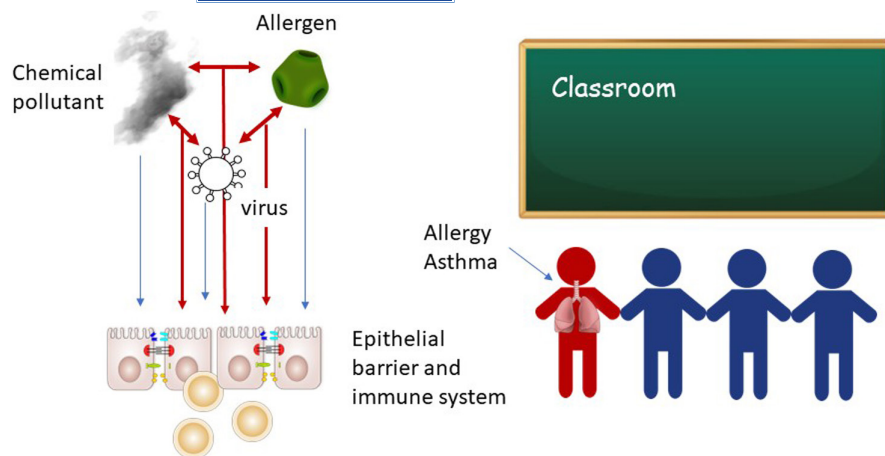 Allergen
Chemical
pollutant
virus
Epithelial
barrier and
immune system
Classroom
Allergy
Asthma